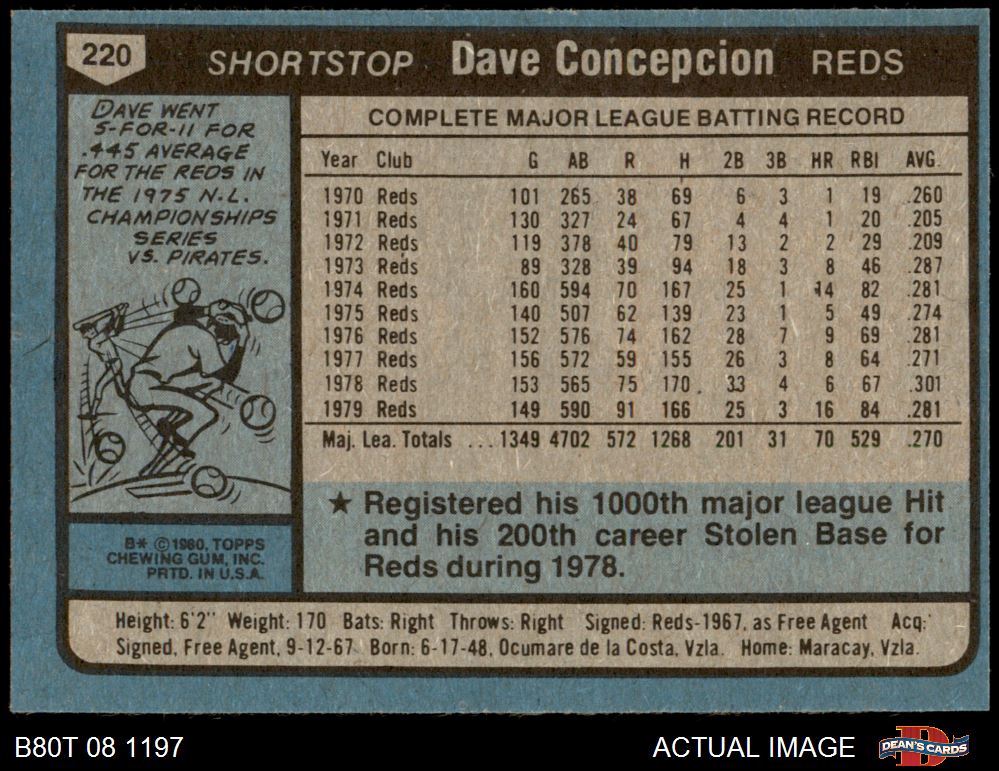 220 SHORTSTOP Dave Concepcion REDS
DAVE WENT
5-FOR-11 FOR
.445 AVERAGE
FOR THE REDS IN
THE 1975 N.L.
CHAMPIONSHIPS
SERIES
VS. PIRATES.
COMPLETE MAJOR LEAGUE BATTING RECORD
Year Club G AB R H 2B 3B HR RBI AVG.
1970 Reds 101 265 38 69 6 3 1 19 .260
1971 Reds 130 327 24 67 4 4 1 20 .205
1972 Reds 119 378 40 79 13 2 2 29 .209
1973 Reds 89 328 39 94 18 3 8 46 .287
1974 Reds 160 594 70 167 25 1 14 82 .281
1975 Reds 140 507 62 139 23 1 5 49 .274
1976 Reds 152 576 74 162 28 7 9 69 .281
1977 Reds 156 572 59 155 26 3 8 64 .271
1978 Reds 153 565 75 170 33 4 6 67 .301
1979 Reds 149 590 91 166 25 3 16 84 .281
Maj. Lea. Totals ... 1349 4702 572 1268 201 31 70 529 .270
★ Registered his 1000th major league Hit
and his 200th career Stolen Base for
Reds during 1978.
B* © 1980, TOPPS
CHEWING GUM, INC.
PRTD. IN U.S.A.
Height: 6'2" Weight: 170 Bats: Right Throws: Right Signed: Reds-1967, as Free Agent Acq:
Signed, Free Agent, 9-12-67 Born: 6-17-48, Ocumare de la Costa, Vzla. Home: Maracay, Vzla.
B80T 08 1197 ACTUAL IMAGE DEAN'S CARDS